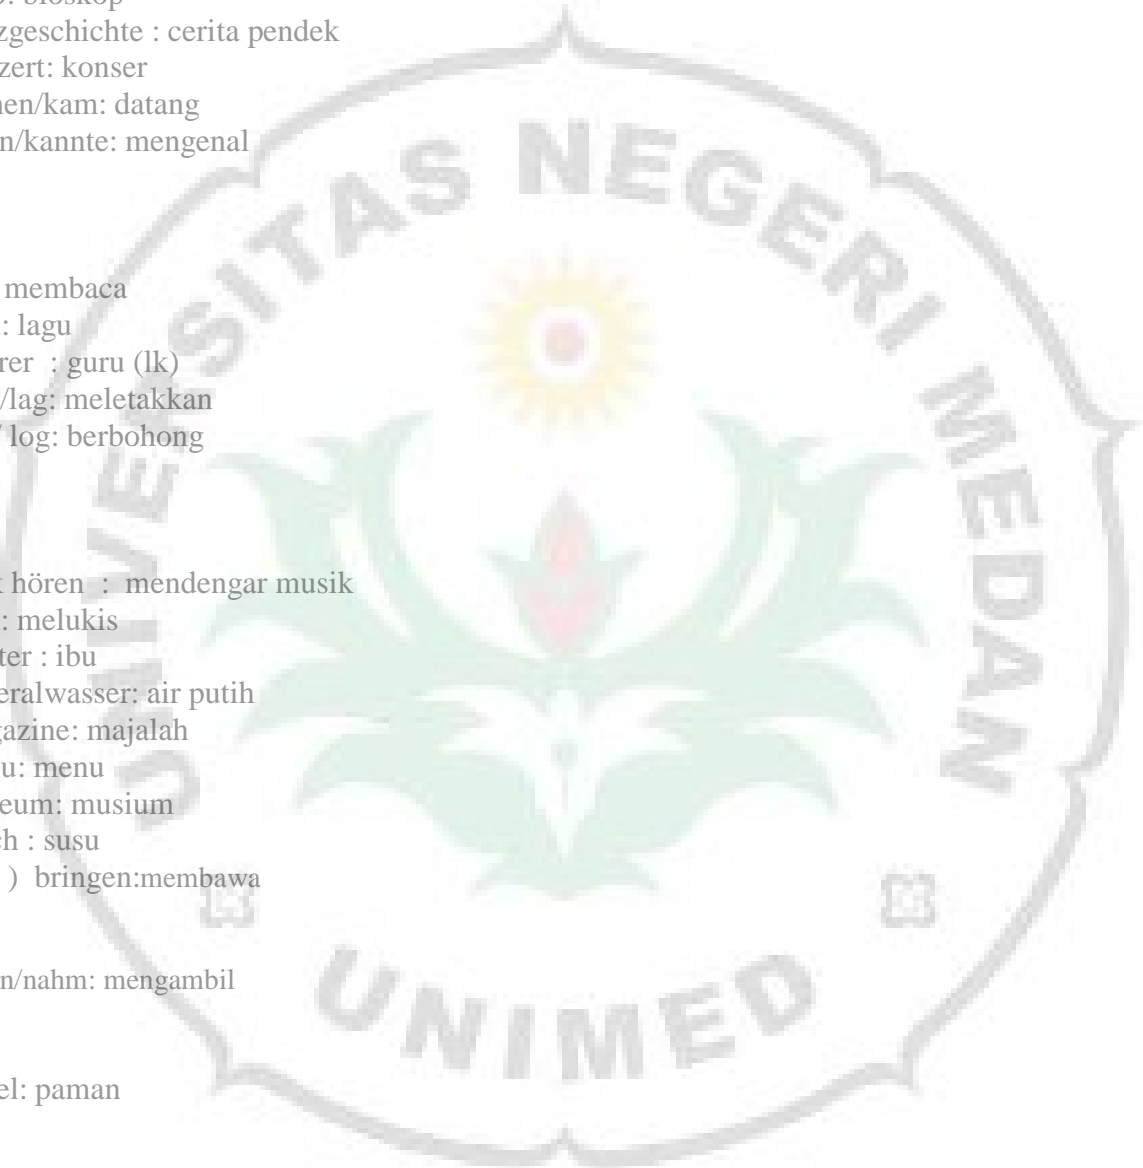 bioskop
zgeschichte : cerita pendek
zert: konser
nen/kam: datang
n/kannte: mengenal
membaca
: lagu
rer : guru (lk)
/lag: meletakkan
/ log: berbohong
k hören : mendengar musik
: melukis
ter : ibu
eralwasser: air putih
gazine: majalah
u: menu
eum: musium
ch : susu
) bringen:membawa
n/nahm: mengambil
el: paman
UNIVERSITAS NEGERI MEDAN
UNIMED